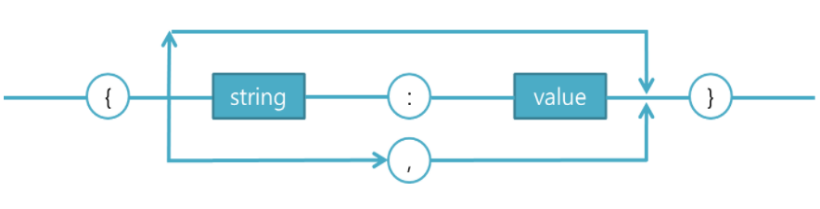 { string : value }
,